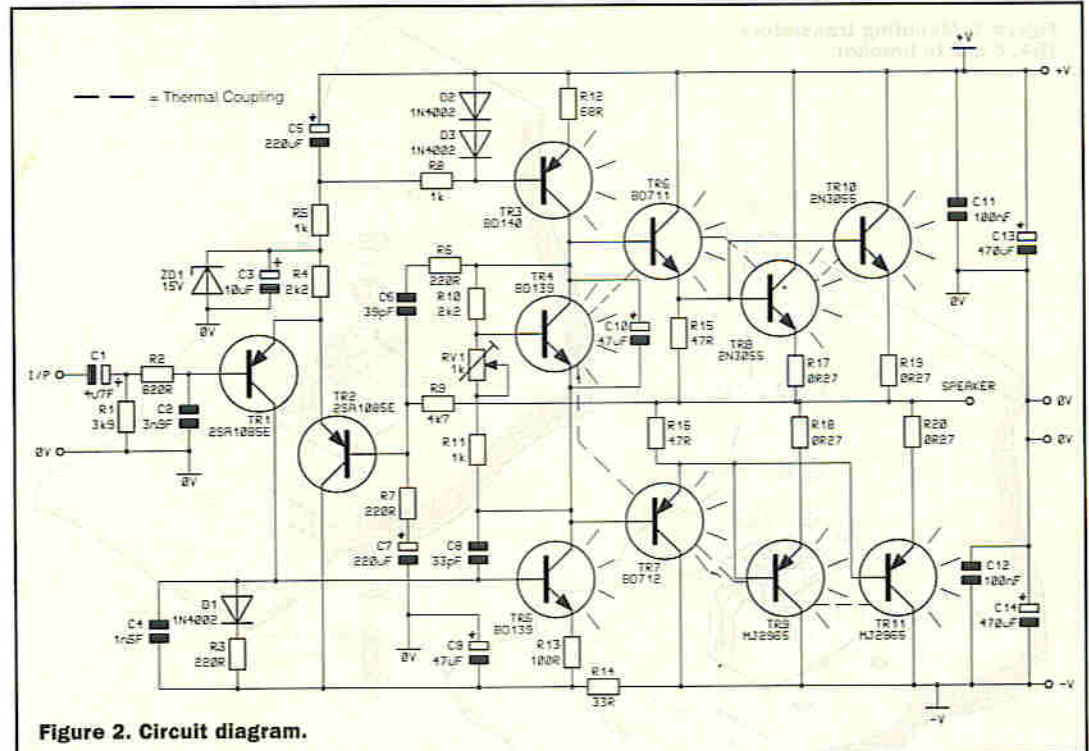 — — = Thermal Coupling
+V
+V
D2
1N4002
D3
1N4002
R12
68R
C5
220uF
R8
1k
TR3
BD140
TR6
BD711
TR10
2N3055
C11
100nF
C13
470uF
0V
R5
1k
ZD1
15V
C3
10uF
R4
2k2
0V
R6
220R
C6
39pF
R10
2k2
TR4
BD139
C10
47uF
R15
47R
TR8
2N3055
R17
0R27
R19
0R27
SPEAKER
I/P
C1
4u7F
R2
820R
R1
3k9
C2
3n9F
TR1
2SA1085E
TR2
2SA1085E
0V
0V
RV1
1k
R9
4k7
R11
1k
R16
47R
R18
0R27
R20
0R27
0V
0V
R7
220R
C7
220uF
C8
33pF
TR7
BD712
C12
100nF
D1
1N4002
C4
1n5F
R3
220R
0V
C9
47uF
TR5
BD139
R13
100R
R14
33R
TR9
MJ2965
TR11
MJ2965
C14
470uF
-V
-V
Figure 2. Circuit diagram.